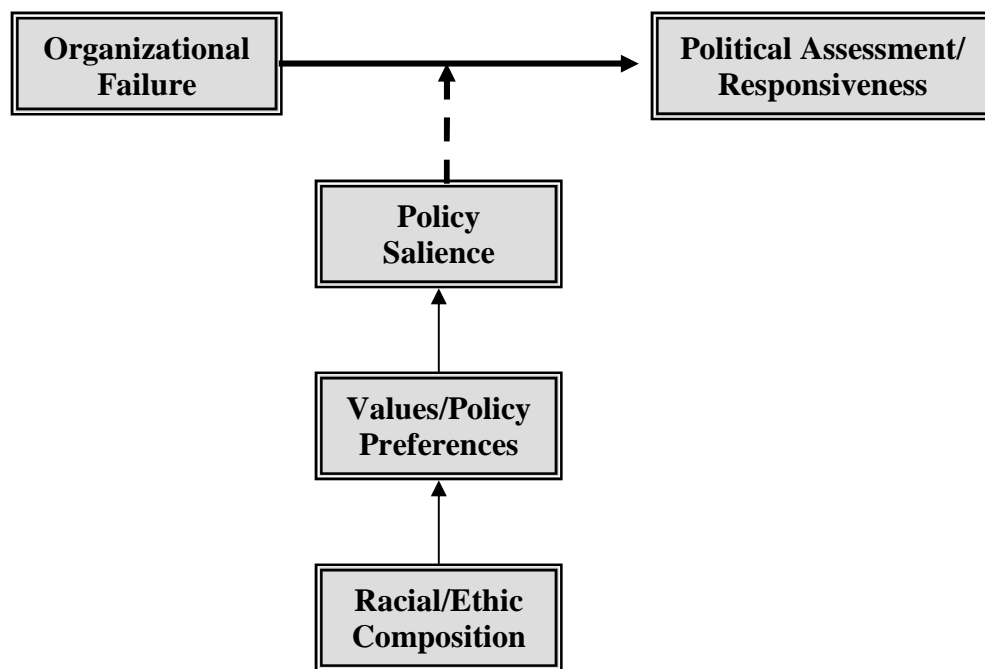 Organizational
Failure
Political Assessment/
Responsiveness
Policy
Salience
Values/Policy
Preferences
Racial/Ethic
Composition